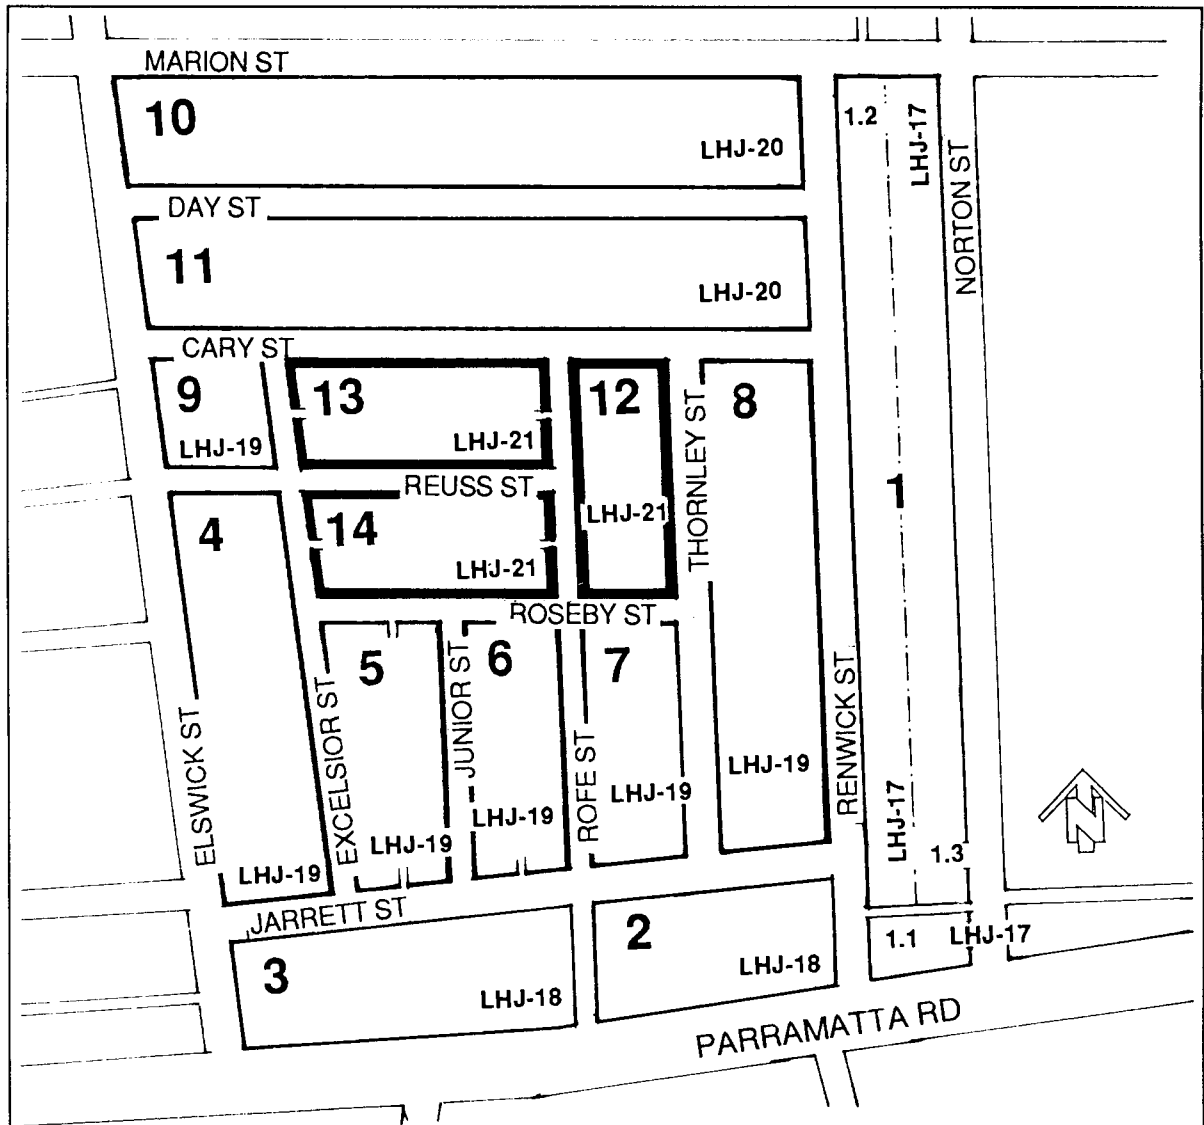 MARION ST
10
LHJ-20
1.2
LHJ-17
NORTON ST
DAY ST
11
LHJ-20
CARY ST
9
LHJ-19
13
LHJ-21
12
LHJ-21
THORNLEY ST
8
LHJ-19
1
REUSS ST
4
LHJ-19
14
LHJ-21
ROSEBY ST
ELSWICK ST
EXCELSIOR ST
5
LHJ-19
JUNIOR ST
6
LHJ-19
ROFE ST
7
LHJ-19
RENWICK ST
LHJ-17
1.3
N
JARRETT ST
3
LHJ-18
2
LHJ-18
1.1
LHJ-17
PARRAMATTA RD